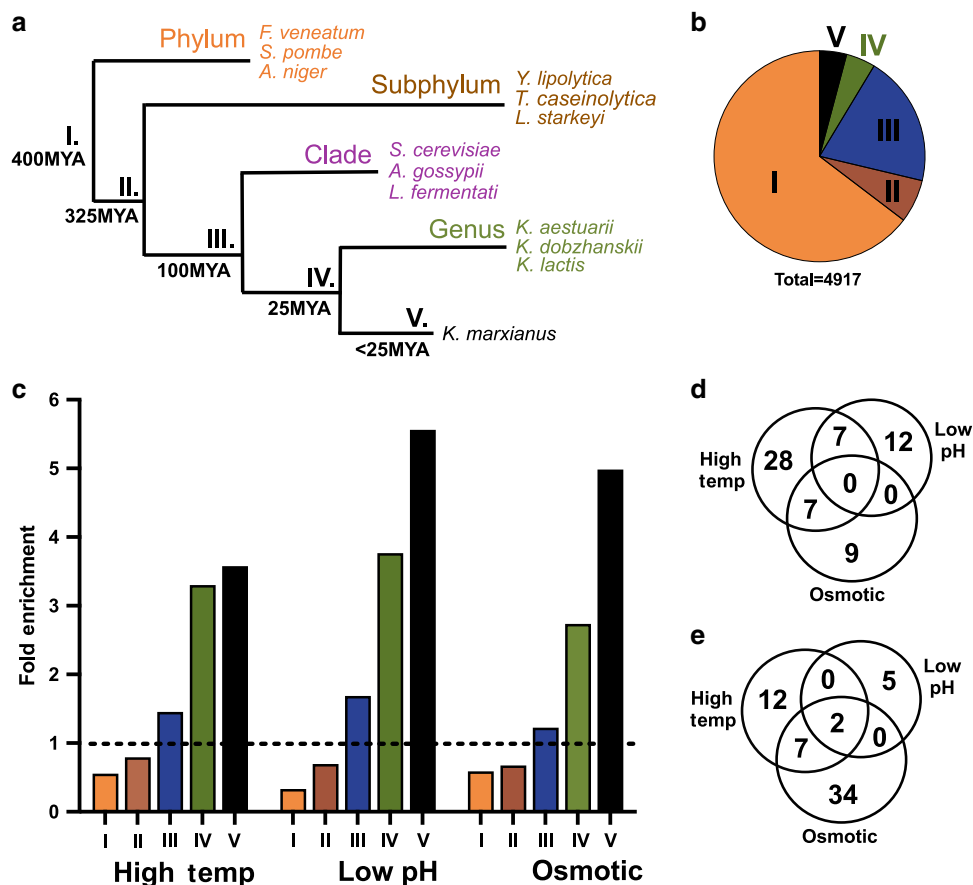 a
Phylum
F. veneatum
S. pombe
A. niger
Subphylum
Y. lipolytica
T. caseinolytica
L. starkeyi
I.
400MYA
Clade
S. cerevisiae
A. gossypii
L. fermentati
II.
325MYA
Genus
K. aestuarii
K. dobzhanskii
K. lactis
III.
100MYA
IV.
25MYA
V.
<25MYA
K. marxianus
b
V
IV
III
II
I
Total=4917
c
Fold enrichment
6
5
4
3
2
1
0
I II III IV V
I II III IV V
I II III IV V
High temp
Low pH
Osmotic
d
High
temp
Low
pH
28
7
12
0
7
0
9
Osmotic
e
High
temp
Low
pH
12
0
5
2
7
0
34
Osmotic